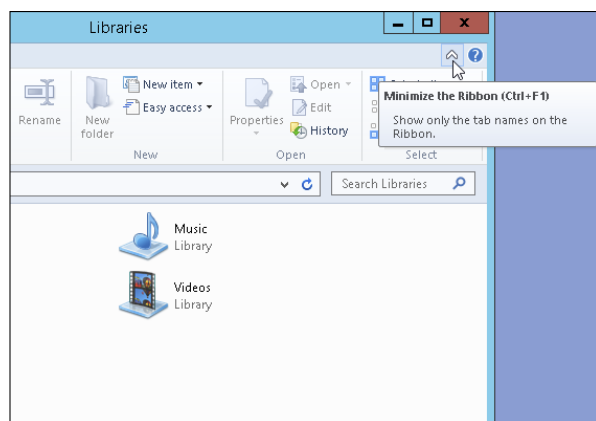 Libraries
New item
Easy access
Rename
New
folder
New
Properties
Open
Edit
History
Open
Select
Minimize the Ribbon (Ctrl+F1)
Show only the tab names on the
Ribbon.
Search Libraries
Music
Library
Videos
Library